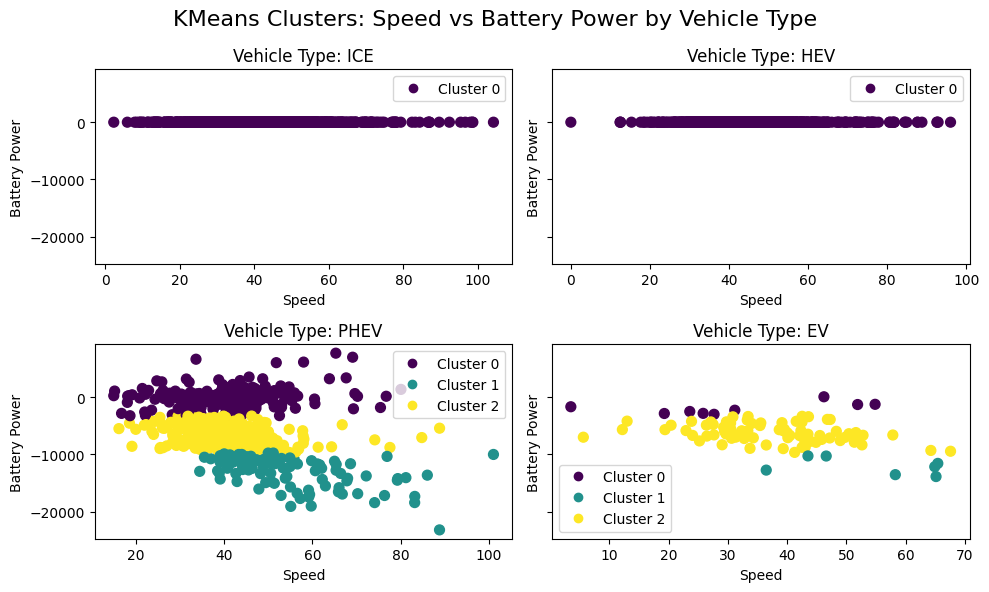 KMeans Clusters: Speed vs Battery Power by Vehicle Type
Vehicle Type: ICE
Cluster 0
Battery Power
0
−10000
−20000
0 20 40 60 80 100
Speed
Vehicle Type: HEV
Cluster 0
Battery Power
0 20 40 60 80 100
Speed
Vehicle Type: PHEV
Cluster 0
Cluster 1
Cluster 2
Battery Power
0
−10000
−20000
20 40 60 80 100
Speed
Vehicle Type: EV
Battery Power
Cluster 0
Cluster 1
Cluster 2
10 20 30 40 50 60 70
Speed